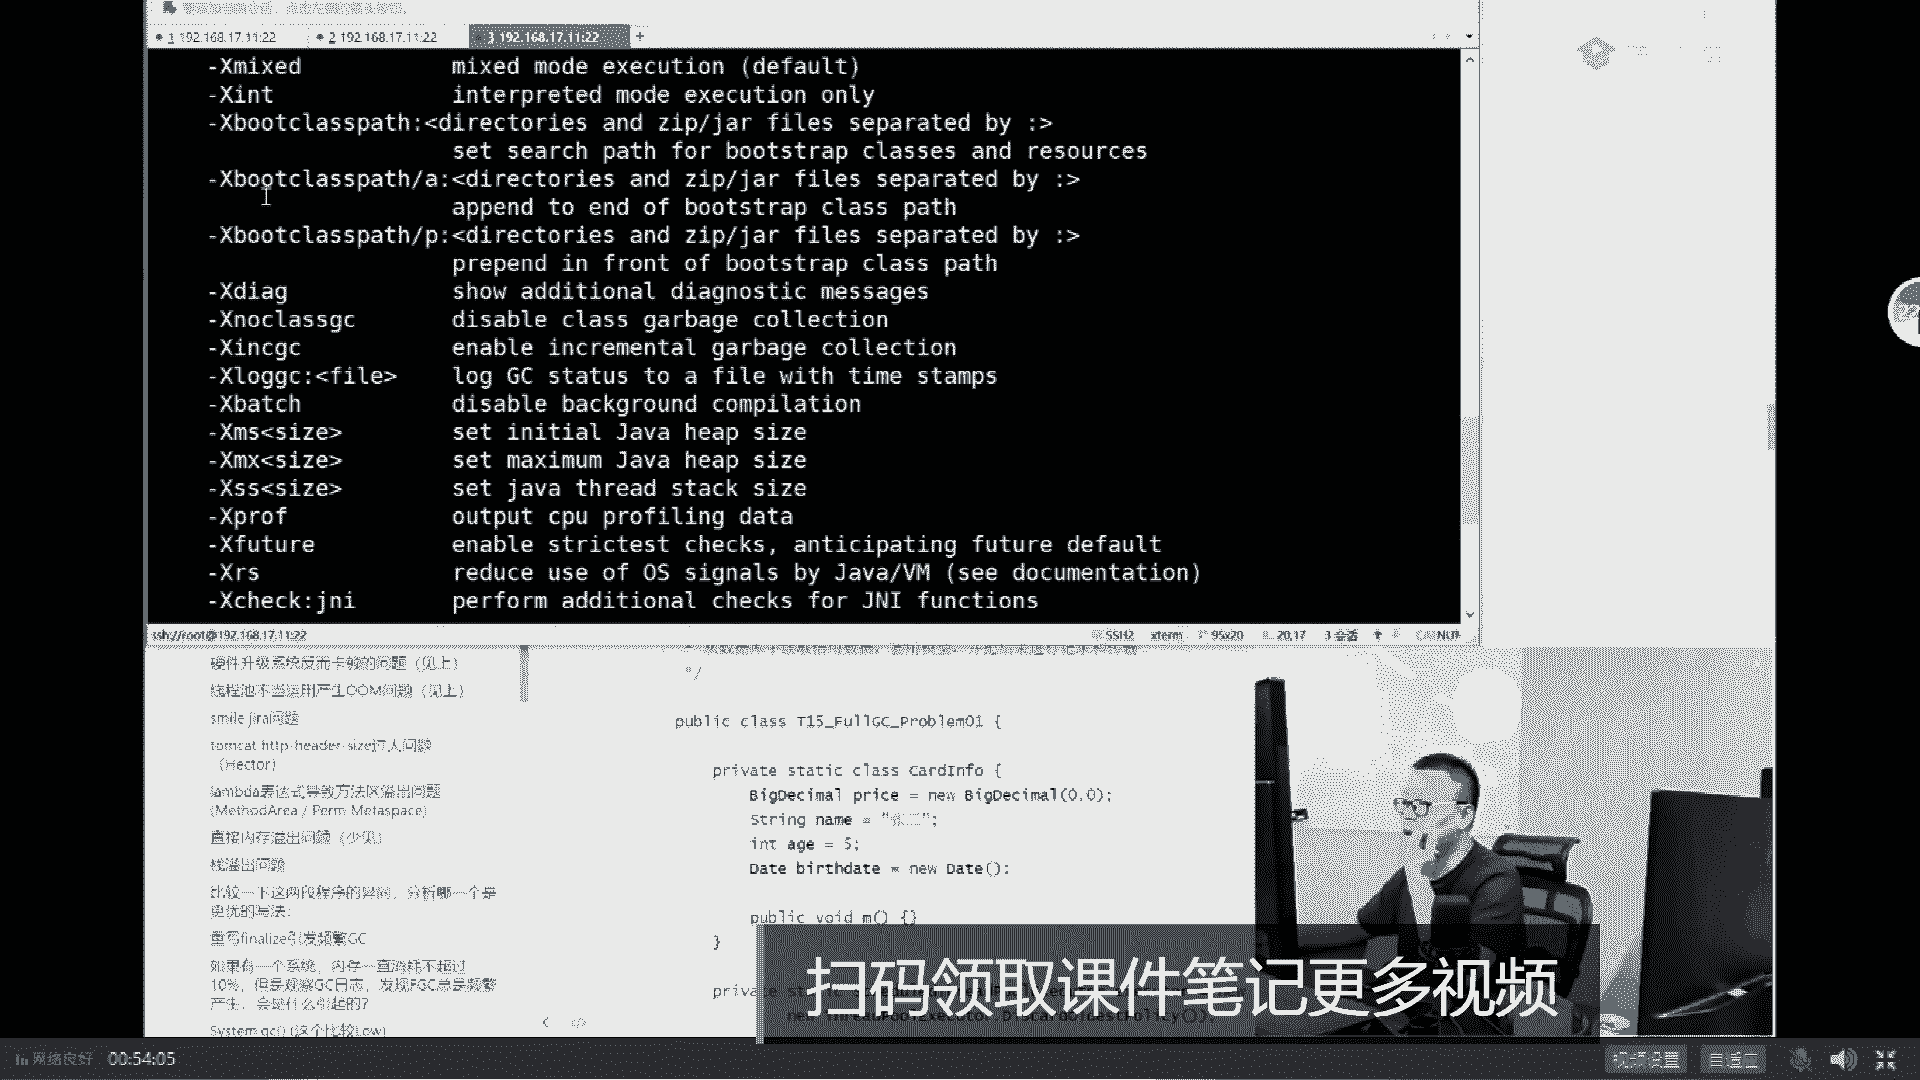 1 192.168.17.11:22
2 192.168.17.11:22
3 192.168.17.11:22
+
-Xmixed mixed mode execution (default)
-Xint interpreted mode execution only
-Xbootclasspath:<directories and zip/jar files separated by :>
set search path for bootstrap classes and resources
-Xbootclasspath/a:<directories and zip/jar files separated by :>
append to end of bootstrap class path
-Xbootclasspath/p:<directories and zip/jar files separated by :>
prepend in front of bootstrap class path
-Xdiag show additional diagnostic messages
-Xnoclassgc disable class garbage collection
-Xincgc enable incremental garbage collection
-Xloggc:<file> log GC status to a file with time stamps
-Xbatch disable background compilation
-Xms<size> set initial Java heap size
-Xmx<size> set maximum Java heap size
-Xss<size> set java thread stack size
-Xprof output cpu profiling data
-Xfuture enable strictest checks, anticipating future default
-Xrs reduce use of OS signals by Java/VM (see documentation)
-Xcheck:jni perform additional checks for JNI functions
ssh://root@192.168.17.11:22 SSH2 xterm 95x20 20,17 3 会话 CAP NUM
硬件升级系统反而卡顿的问题（见上）
线程池不当运用产生OOM问题（见上）
smile jira问题
tomcat http-header-size过大问题
（Hector）
lambda表达式导致方法区溢出问题
(MethodArea / Perm Metaspace)
直接内存溢出问题（少见）
栈溢出问题
比较一下这两段程序的异同，分析哪一个是
更优的写法：
重写finalize引发频繁GC
如果有一个系统，内存一直消耗不超过
10%，但是观察GC日志，发现FGC总是频繁
产生，会是什么引起的？
System.gc() (这个比较Low)
*/
public class T15_FullGC_Problem01 {
private static class CardInfo {
BigDecimal price = new BigDecimal(0.0);
String name = "张三";
int age = 5;
Date birthdate = new Date();
public void m() {}
}
扫码领取课件笔记更多视频
网络良好 00:54:05
视频设置
自适应